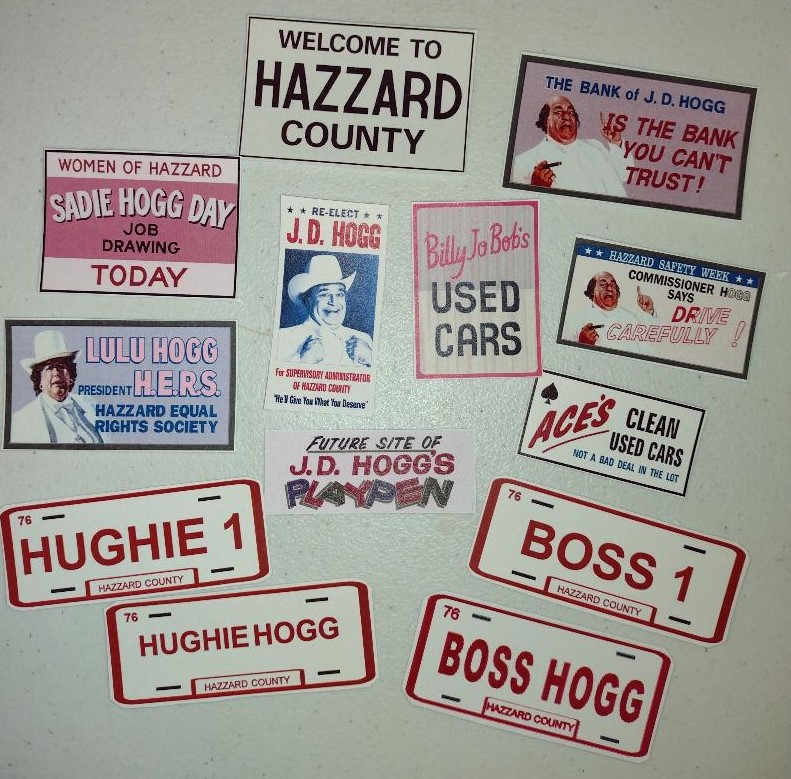 WELCOME TO
HAZZARD
COUNTY
THE BANK of J. D. HOGG
IS THE BANK
YOU CAN'T
TRUST!
WOMEN OF HAZZARD
SADIE HOGG DAY
JOB
DRAWING
TODAY
RE-ELECT
J. D. HOGG
For SUPERVISORY ADMINISTRATOR
OF HAZZARD COUNTY
"He'll Give You What You Deserve"
Billy Jo Bob's
USED
CARS
HAZZARD SAFETY WEEK
COMMISSIONER HOGG
SAYS
DRIVE
CAREFULLY !
LULU HOGG
PRESIDENT H.E.R.S.
HAZZARD EQUAL
RIGHTS SOCIETY
ACE'S
CLEAN
USED CARS
NOT A BAD DEAL IN THE LOT
FUTURE SITE OF
J. D. HOGG'S
PLAYPEN
76
HUGHIE 1
HAZZARD COUNTY
76
BOSS 1
HAZZARD COUNTY
76
HUGHIE HOGG
HAZZARD COUNTY
76
BOSS HOGG
HAZZARD COUNTY